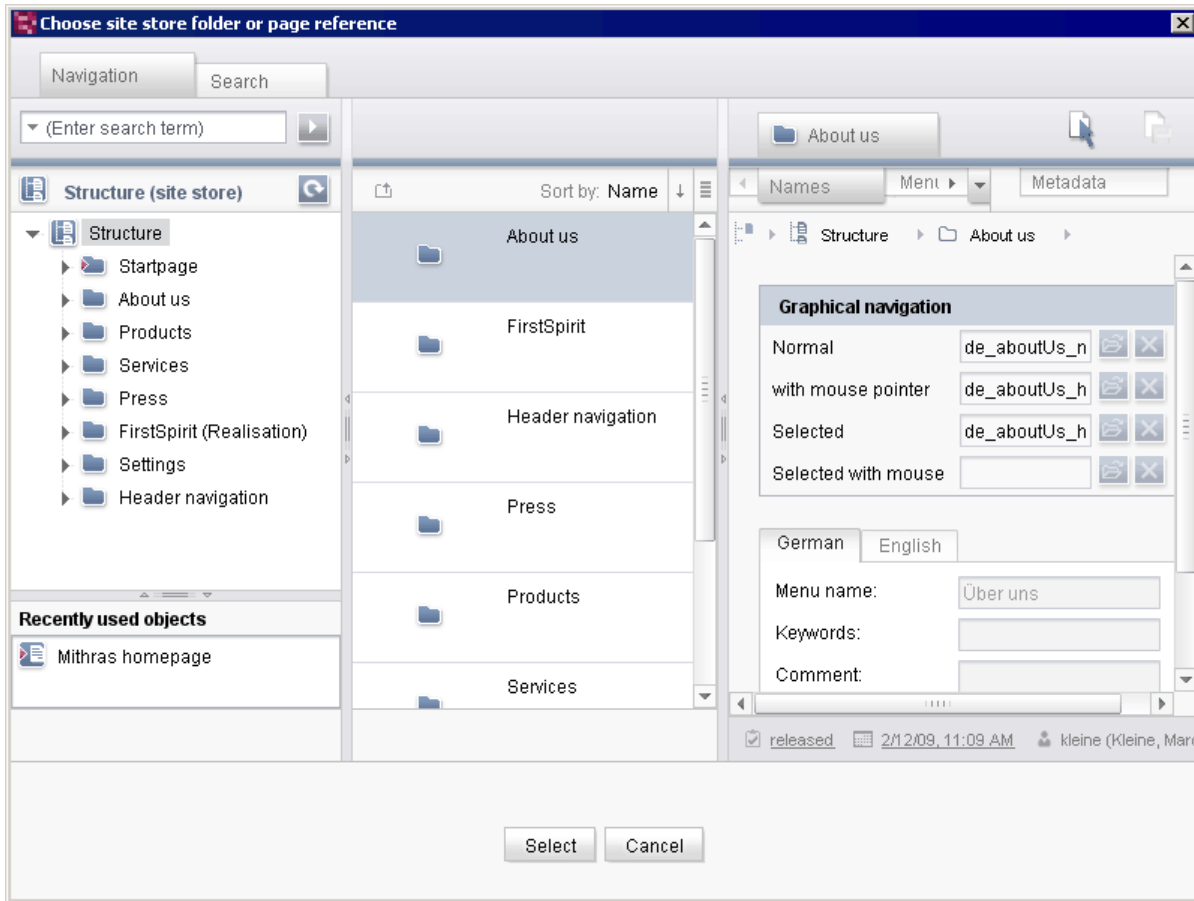 Choose site store folder or page reference
Navigation
Search
(Enter search term)
Structure (site store)
Structure
Startpage
About us
Products
Services
Press
FirstSpirit (Realisation)
Settings
Header navigation
Recently used objects
Mithras homepage
Sort by: Name
About us
FirstSpirit
Header navigation
Press
Products
Services
About us
Names
Menu
Metadata
Structure
About us
Graphical navigation
Normal de_aboutUs_n
with mouse pointer de_aboutUs_h
Selected de_aboutUs_h
Selected with mouse
German
English
Menu name: Über uns
Keywords:
Comment:
released 2/12/09, 11:09 AM kleine (Kleine, Mar
Select
Cancel